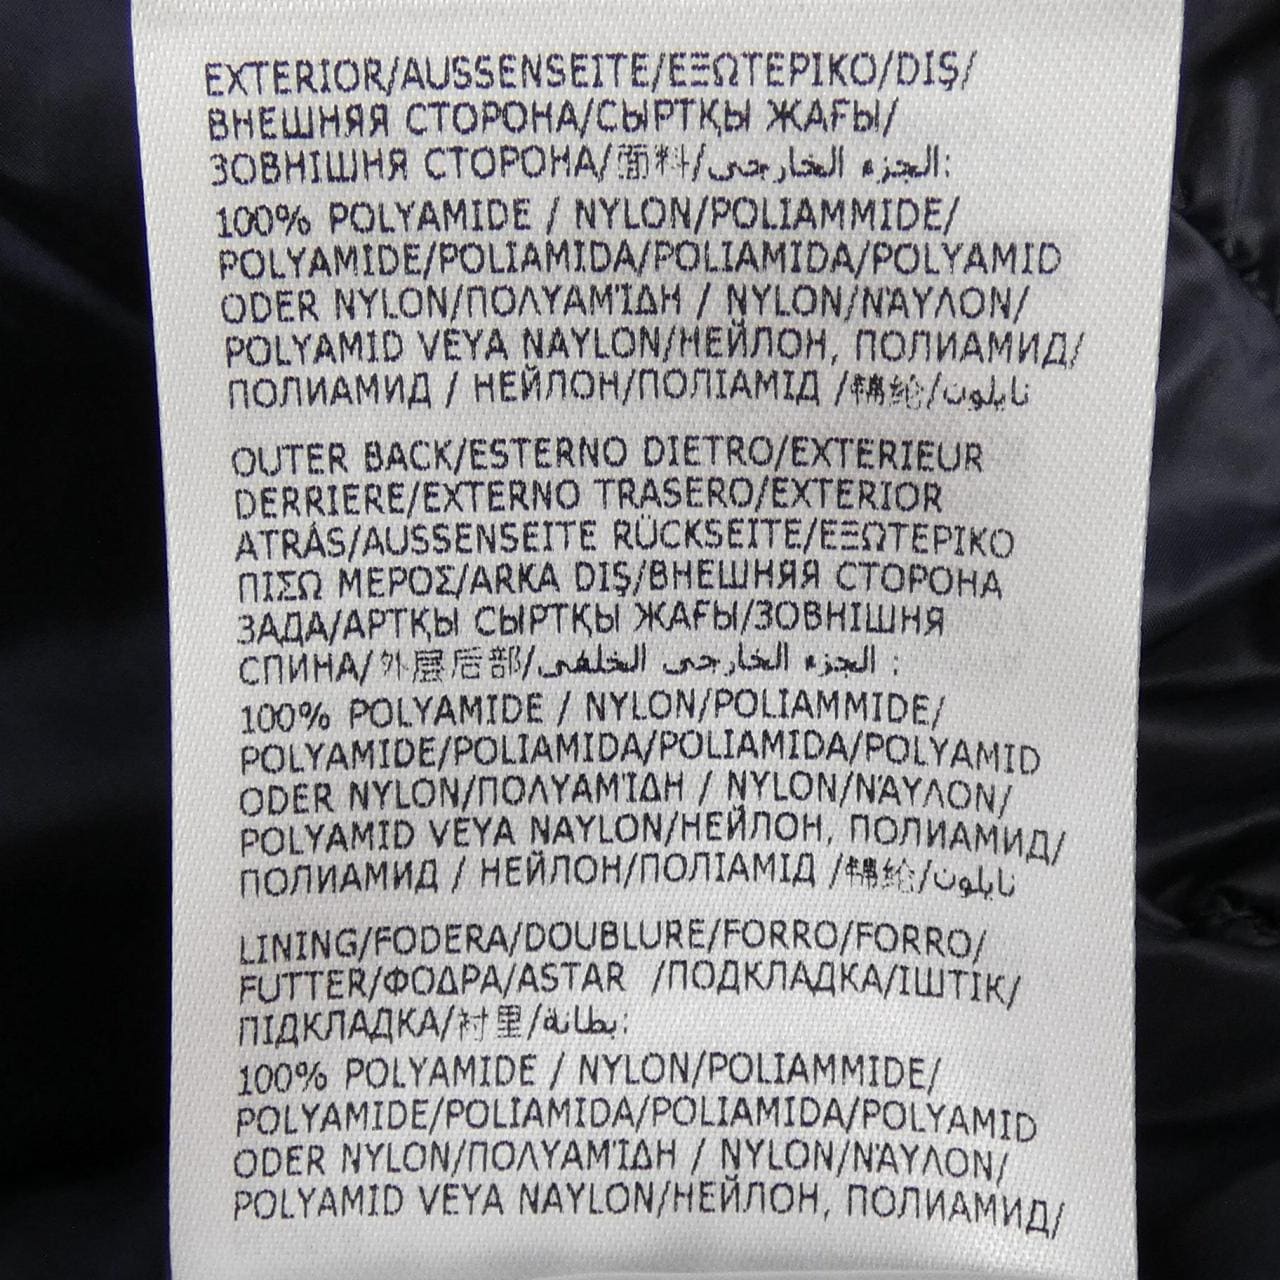 EXTERIOR/AUSSENSEITE/ΕΞΩΤΕΡΙΚΟ/DIŞ/
ВНЕШНЯЯ СТОРОНА/СЫРТҚЫ ЖАҒЫ/
ЗОВНІШНЯ СТОРОНА/面料/الجزء الخارجى:
100% POLYAMIDE / NYLON/POLIAMMIDE/
POLYAMIDE/POLIAMIDA/POLIAMIDA/POLYAMID
ODER NYLON/ΠΟΛΥΑΜΊΔΗ / NYLON/ΝΆΥΛΟΝ/
POLYAMID VEYA NAYLON/НЕЙЛОН, ПОЛИАМИД/
ПОЛИАМИД / НЕЙЛОН/ПОЛІАМІД /锦纶/نايلون
OUTER BACK/ESTERNO DIETRO/EXTERIEUR
DERRIERE/EXTERNO TRASERO/EXTERIOR
ATRÁS/AUSSENSEITE RÜCKSEITE/ΕΞΩΤΕΡΙΚΟ
ΠΙΣΩ ΜΕΡΟΣ/ARKA DIŞ/ВНЕШНЯЯ СТОРОНА
ЗАДА/АРТҚЫ СЫРТҚЫ ЖАҒЫ/ЗОВНІШНЯ
СПИНА/外层后部/الجزء الخارجى الخلفى :
100% POLYAMIDE / NYLON/POLIAMMIDE/
POLYAMIDE/POLIAMIDA/POLIAMIDA/POLYAMID
ODER NYLON/ΠΟΛΥΑΜΊΔΗ / NYLON/ΝΆΥΛΟΝ/
POLYAMID VEYA NAYLON/НЕЙЛОН, ПОЛИАМИД/
ПОЛИАМИД / НЕЙЛОН/ПОЛІАМІД /锦纶/نايلون
LINING/FODERA/DOUBLURE/FORRO/FORRO/
FUTTER/ΦΟΔΡΑ/ASTAR /ПОДКЛАДКА/ІШТІК/
ПІДКЛАДКА/衬里/بطانة:
100% POLYAMIDE / NYLON/POLIAMMIDE/
POLYAMIDE/POLIAMIDA/POLIAMIDA/POLYAMID
ODER NYLON/ΠΟΛΥΑΜΊΔΗ / NYLON/ΝΆΥΛΟΝ/
POLYAMID VEYA NAYLON/НЕЙЛОН, ПОЛИАМИД/